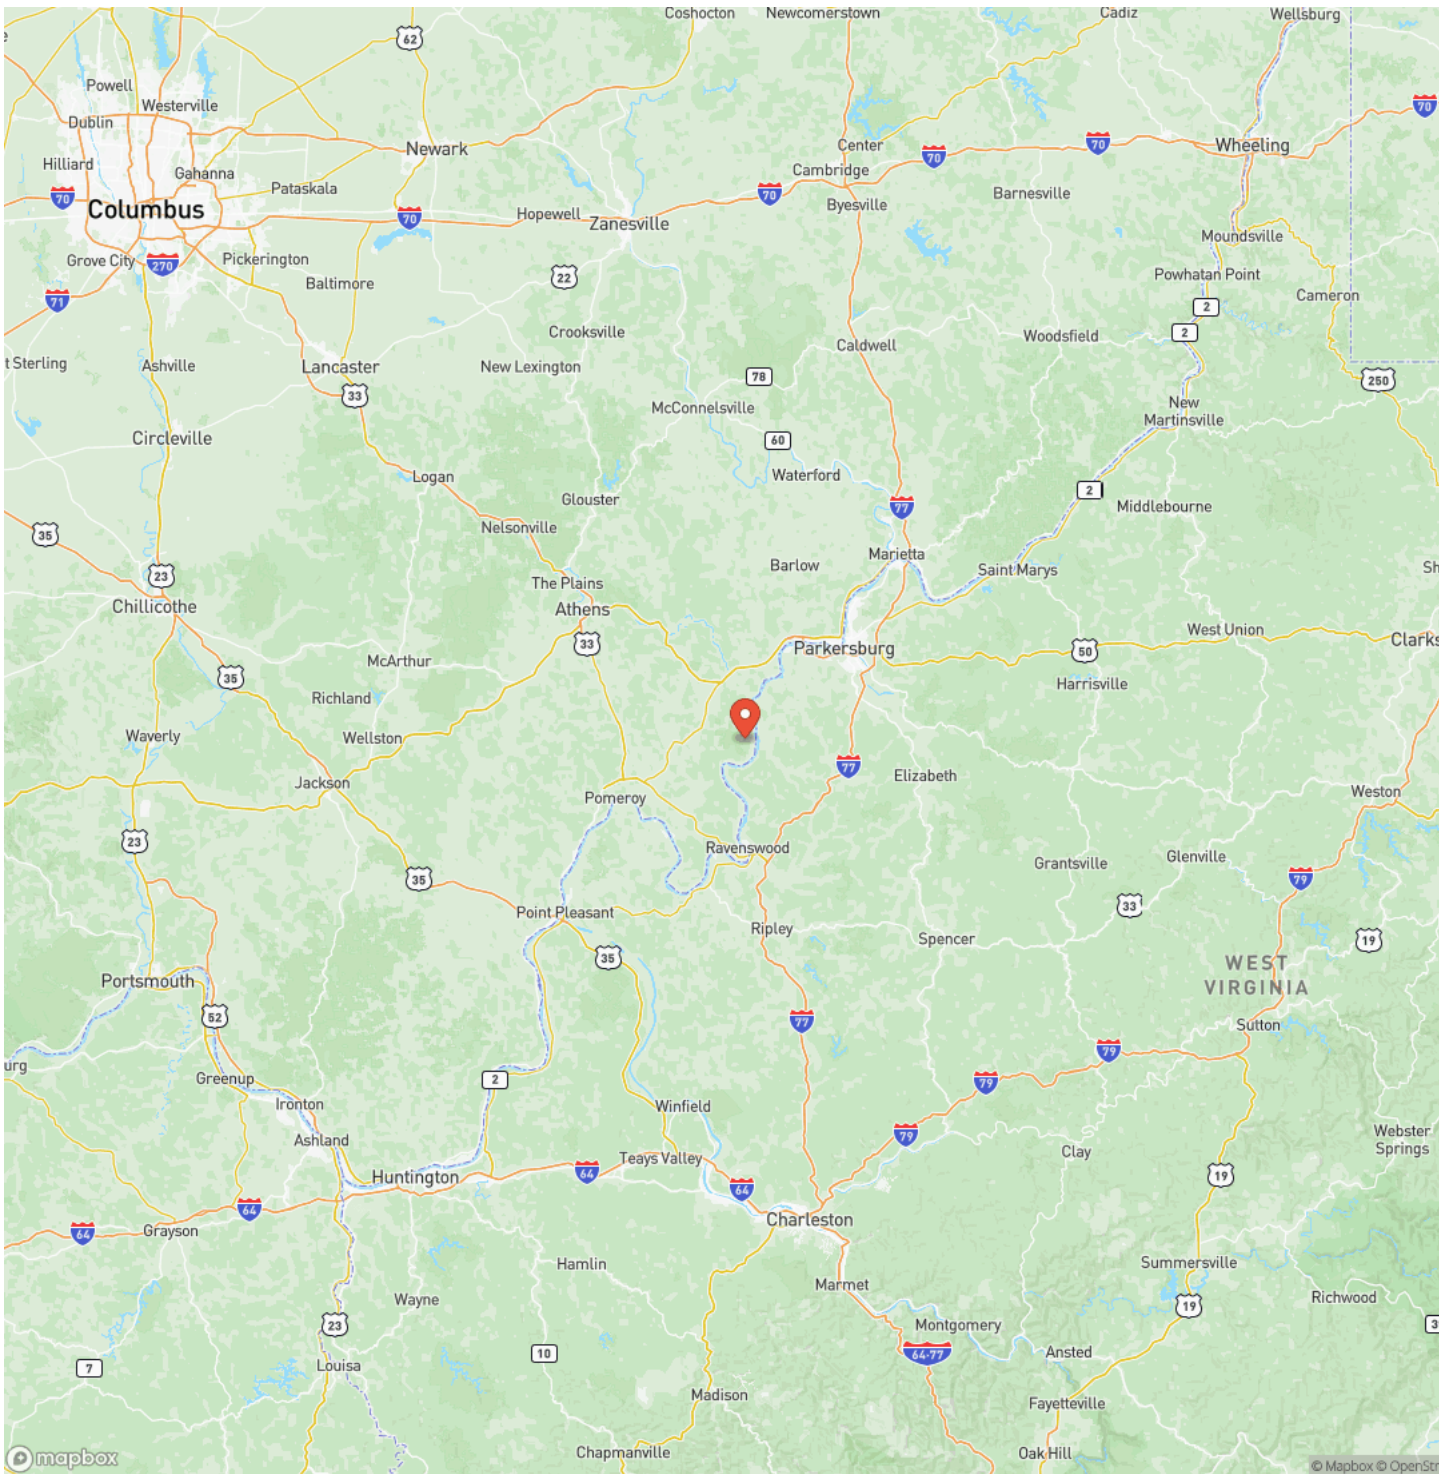 Coshocton
Newcomerstown
Cadiz
Wellsburg
62
Powell
Westerville
Dublin
70
70
Newark
Center
70
Wheeling
Hilliard
Gahanna
Cambridge
70
Pataskala
70
Barnesville
70
Columbus
Hopewell
Byesville
70
Zanesville
Moundsville
Grove City
Pickerington
270
22
Powhatan Point
Baltimore
Cameron
71
2
Crooksville
2
Woodsfield
Caldwell
t Sterling
Ashville
Lancaster
New Lexington
78
250
33
McConnelsville
New
Martinsville
Circleville
60
Logan
Waterford
2
Glouster
77
Middlebourne
Nelsonville
35
Marietta
Barlow
Saint Marys
Sh
23
The Plains
Chillicothe
Athens
West Union
33
Parkersburg
50
Clarks
McArthur
35
Harrisville
Richland
Waverly
Wellston
77
Elizabeth
Jackson
Weston
Pomeroy
23
Ravenswood
Grantsville
Glenville
35
79
33
Point Pleasant
Ripley
Spencer
19
35
WEST
VIRGINIA
Portsmouth
52
77
Sutton
79
urg
Greenup
2
79
Ironton
Winfield
79
Ashland
Webster
Springs
Clay
Teays Valley
Huntington
64
64
19
64
Charleston
Grayson
64
Hamlin
Summersville
Marmet
Wayne
Richwood
19
23
Montgomery
3
10
64-77
Ansted
7
Louisa
Madison
Fayetteville
Chapmanville
Oak Hill
mapbox
© Mapbox © OpenStr